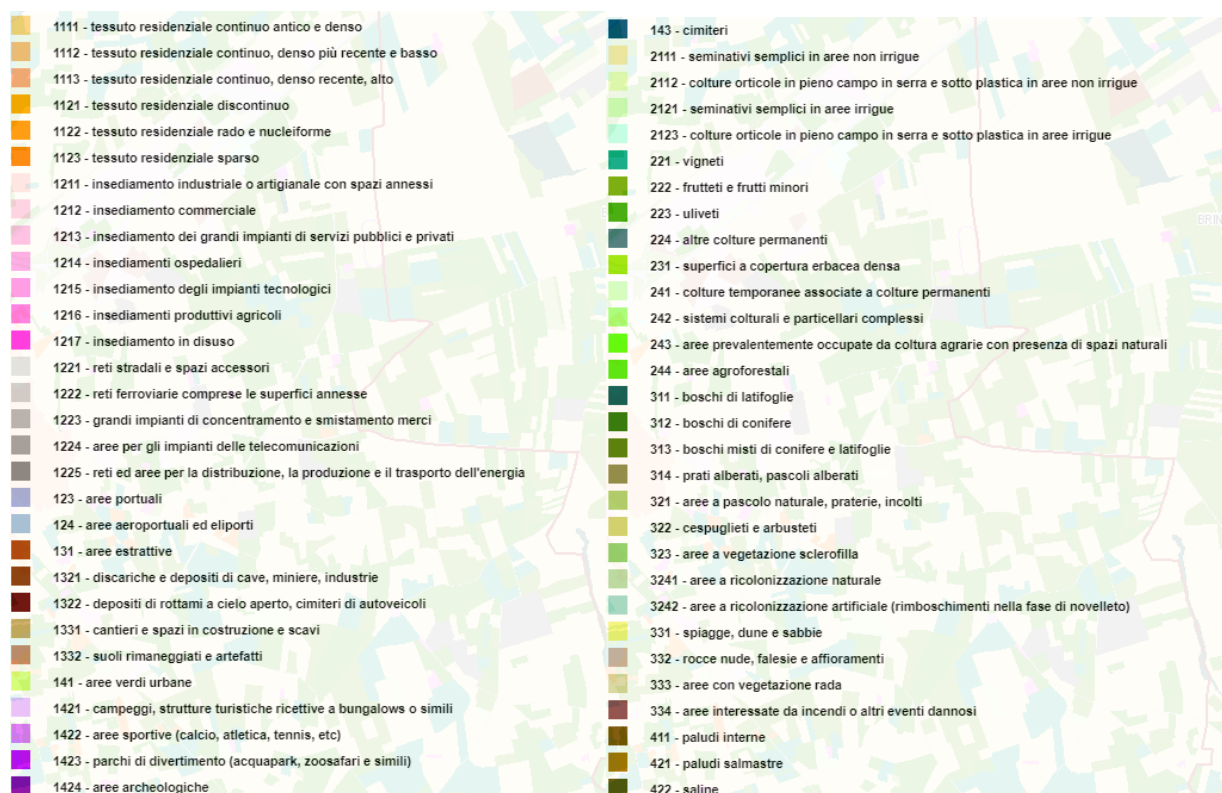 1111 - tessuto residenziale continuo antico e denso
1112 - tessuto residenziale continuo, denso più recente e basso
1113 - tessuto residenziale continuo, denso recente, alto
1121 - tessuto residenziale discontinuo
1122 - tessuto residenziale rado e nucleiforme
1123 - tessuto residenziale sparso
1211 - insediamento industriale o artigianale con spazi annessi
1212 - insediamento commerciale
1213 - insediamento dei grandi impianti di servizi pubblici e privati
1214 - insediamenti ospedalieri
1215 - insediamento degli impianti tecnologici
1216 - insediamenti produttivi agricoli
1217 - insediamento in disuso
1221 - reti stradali e spazi accessori
1222 - reti ferroviarie comprese le superfici annesse
1223 - grandi impianti di concentramento e smistamento merci
1224 - aree per gli impianti delle telecomunicazioni
1225 - reti ed aree per la distribuzione, la produzione e il trasporto dell'energia
123 - aree portuali
124 - aree aeroportuali ed eliporti
131 - aree estrattive
1321 - discariche e depositi di cave, miniere, industrie
1322 - depositi di rottami a cielo aperto, cimiteri di autoveicoli
1331 - cantieri e spazi in costruzione e scavi
1332 - suoli rimaneggiati e artefatti
141 - aree verdi urbane
1421 - campeggi, strutture turistiche ricettive a bungalows o simili
1422 - aree sportive (calcio, atletica, tennis, etc)
1423 - parchi di divertimento (acquapark, zoosafari e simili)
1424 - aree archeologiche
143 - cimiteri
2111 - seminativi semplici in aree non irrigue
2112 - colture orticole in pieno campo in serra e sotto plastica in aree non irrigue
2121 - seminativi semplici in aree irrigue
2123 - colture orticole in pieno campo in serra e sotto plastica in aree irrigue
221 - vigneti
222 - frutteti e frutti minori
223 - uliveti
224 - altre colture permanenti
231 - superfici a copertura erbacea densa
241 - colture temporanee associate a colture permanenti
242 - sistemi colturali e particellari complessi
243 - aree prevalentemente occupate da coltura agrarie con presenza di spazi naturali
244 - aree agroforestali
311 - boschi di latifoglie
312 - boschi di conifere
313 - boschi misti di conifere e latifoglie
314 - prati alberati, pascoli alberati
321 - aree a pascolo naturale, praterie, incolti
322 - cespuglieti e arbusteti
323 - aree a vegetazione sclerofilla
3241 - aree a ricolonizzazione naturale
3242 - aree a ricolonizzazione artificiale (rimboschimenti nella fase di novelleto)
331 - spiagge, dune e sabbie
332 - rocce nude, falesie e affioramenti
333 - aree con vegetazione rada
334 - aree interessate da incendi o altri eventi dannosi
411 - paludi interne
421 - paludi salmastre
422 - saline
BRIN